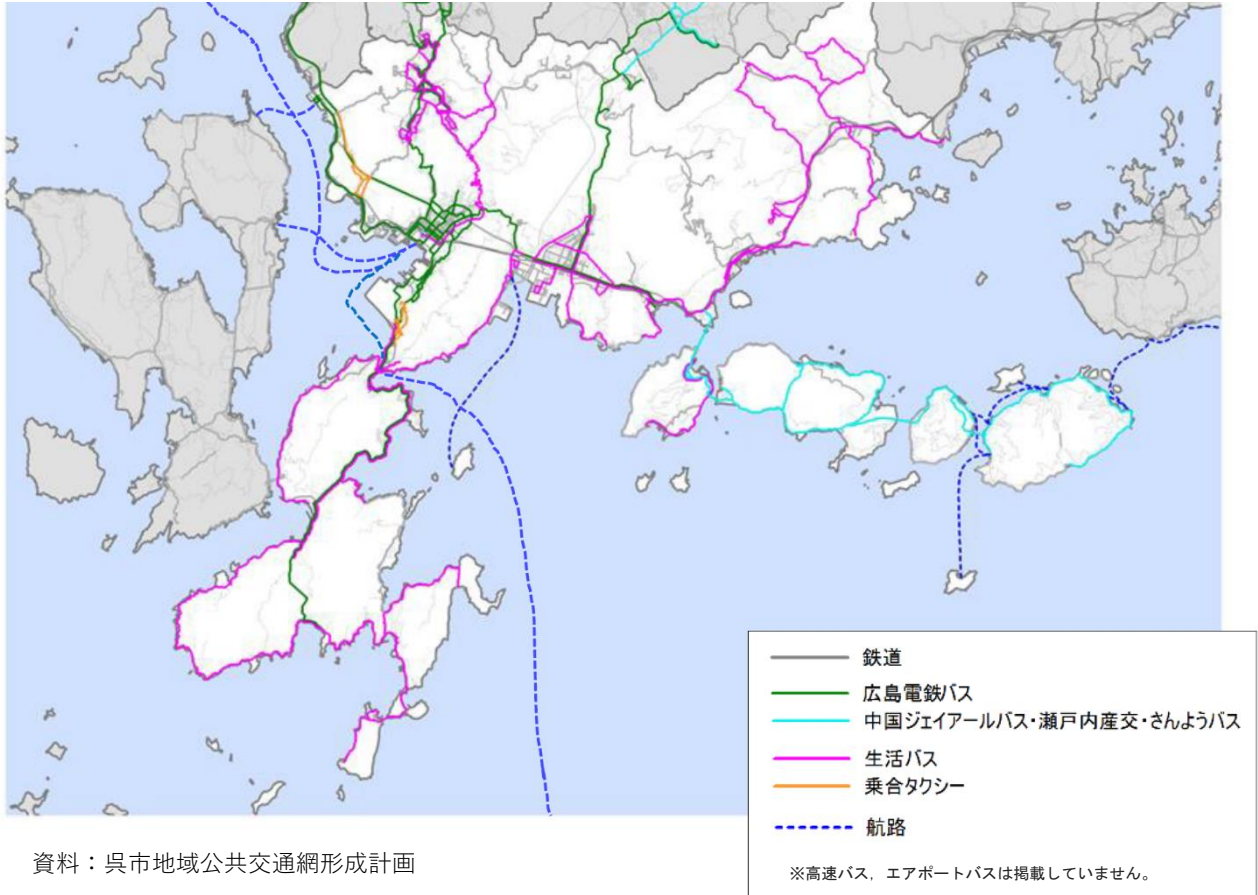 鉄道
広島電鉄バス
中国ジェイアールバス・瀬戸内産交・さんようバス
生活バス
乗合タクシー
航路
※高速バス，エアポートバスは掲載していません。
資料：呉市地域公共交通網形成計画